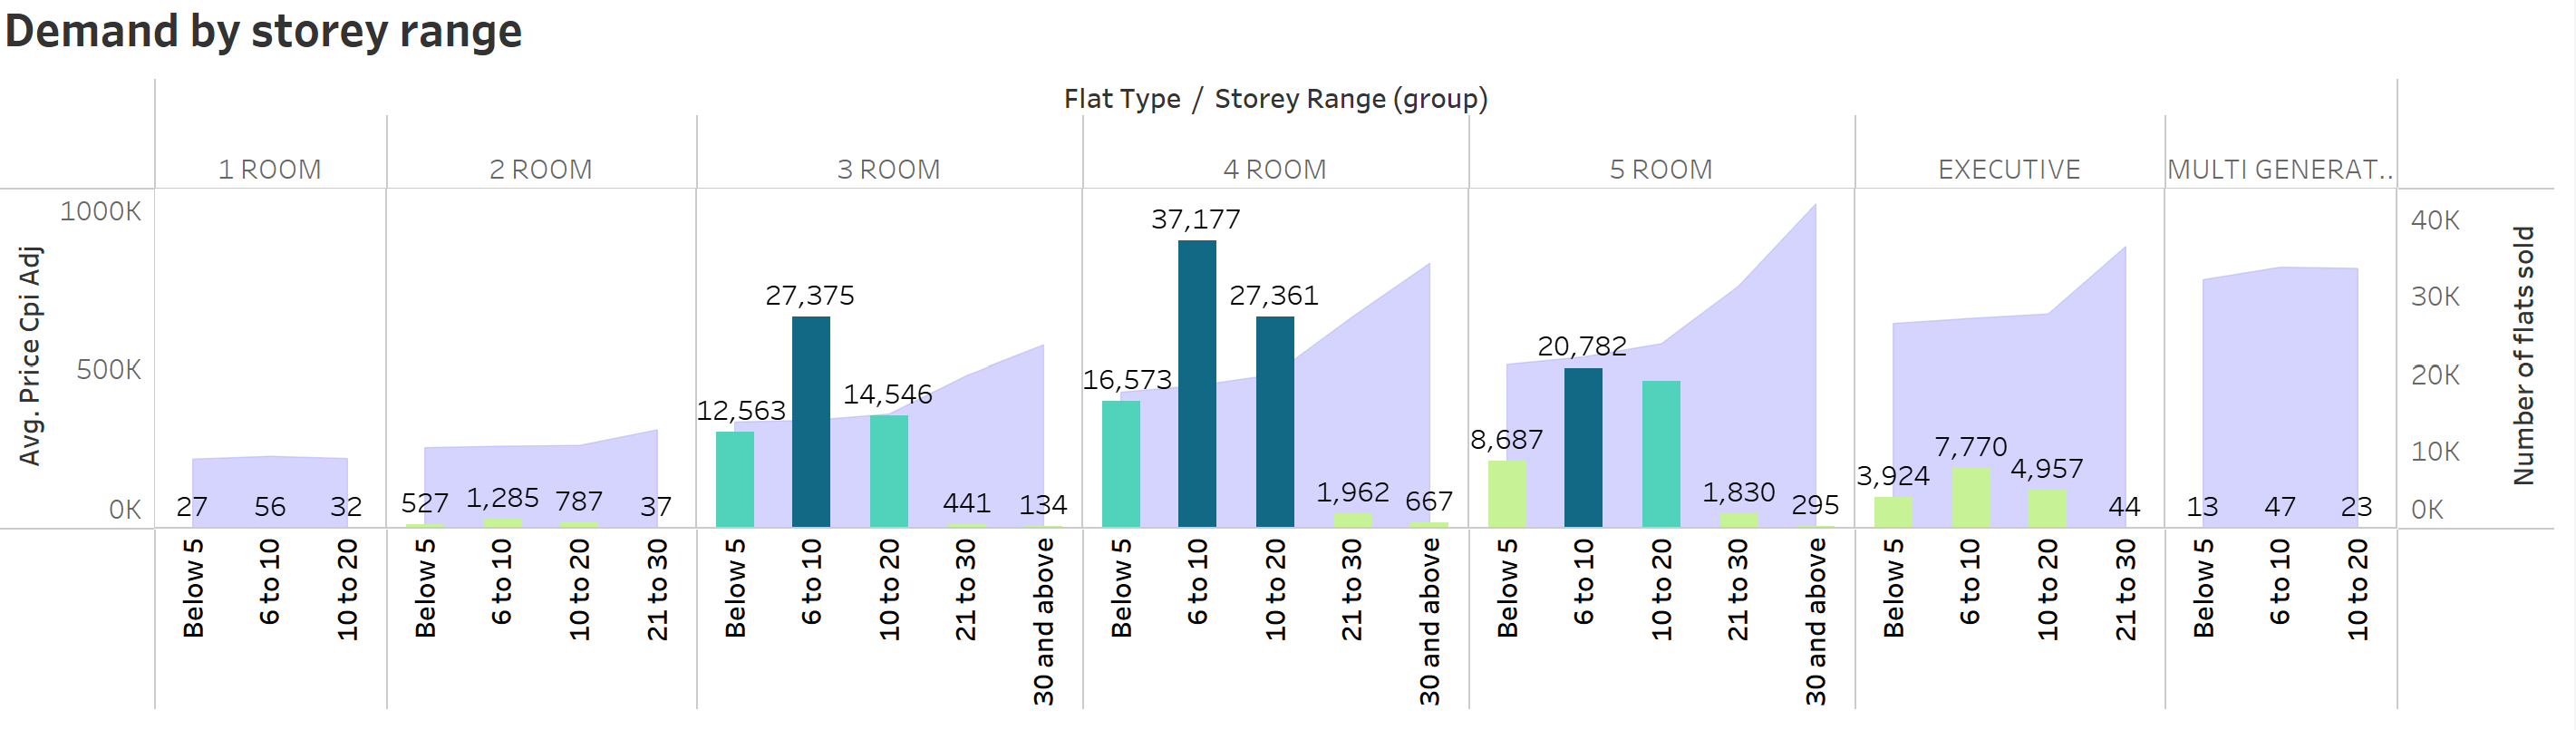 Demand by storey range
Flat Type / Storey Range (group)
1 ROOM
2 ROOM
3 ROOM
4 ROOM
5 ROOM
EXECUTIVE
MULTI GENERAT..
Avg. Price Cpi Adj
1000K
500K
0K
27
56
32
527
1,285
787
37
12,563
27,375
14,546
441
134
16,573
37,177
27,361
1,962
667
8,687
20,782
1,830
295
3,924
7,770
4,957
44
13
47
23
40K
30K
20K
10K
0K
Number of flats sold
Below 5
6 to 10
10 to 20
Below 5
6 to 10
10 to 20
21 to 30
Below 5
6 to 10
10 to 20
21 to 30
30 and above
Below 5
6 to 10
10 to 20
21 to 30
30 and above
Below 5
6 to 10
10 to 20
21 to 30
30 and above
Below 5
6 to 10
10 to 20
21 to 30
Below 5
6 to 10
10 to 20